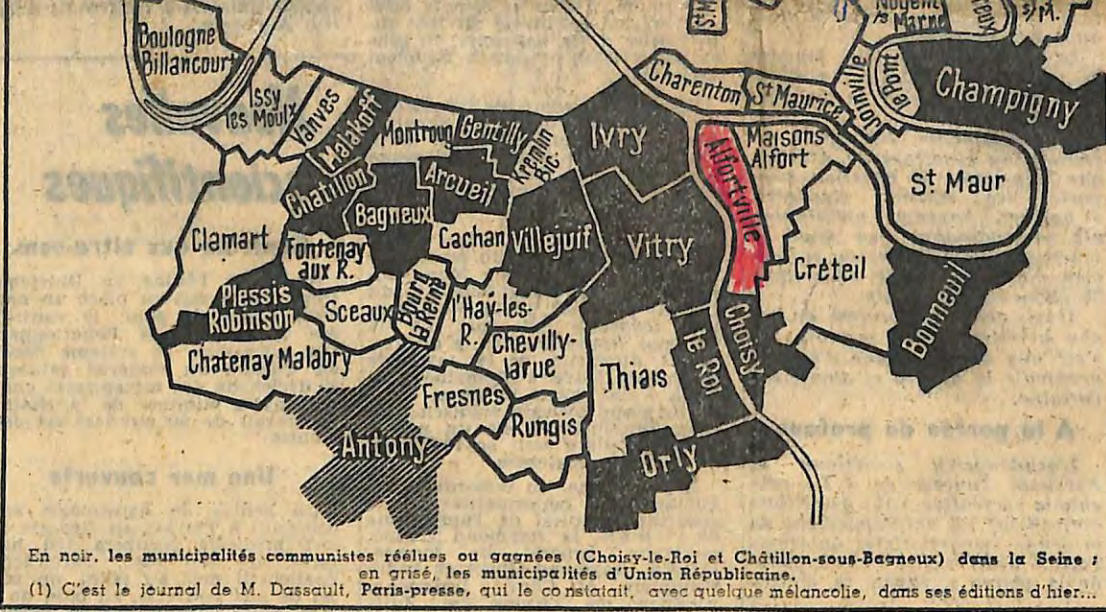 Nogent
s/ Marne
s/ M.
St M
Boulogne
Billancourt
Issy
les Moulx
Vanves
Malakoff
Montroug
Gentilly
Kremlin
Bic.
Ivry
Charenton
St Maurice
Joinville
le Pont
Champigny
Chatillon
Bagneux
Arcueil
Alfortville
Maisons
Alfort
St Maur
Clamart
Fontenay
aux R.
Cachan
Villejuif
Vitry
Créteil
Bonneuil
Plessis
Robinson
Sceaux
Bourg
la Reine
l'Haÿ-les-
R.
Chevilly-
larue
Choisy
le Roi
Thiais
Chatenay Malabry
Fresnes
Rungis
Antony
Orly
En noir, les municipalités communistes réélues ou gagnées (Choisy-le-Roi et Châtillon-sous-Bagneux) dans la Seine ;
en grisé, les municipalités d'Union Républicaine.
(1) C'est le journal de M. Dassault, Paris-presse, qui le constatait, avec quelque mélancolie, dans ses éditions d'hier...